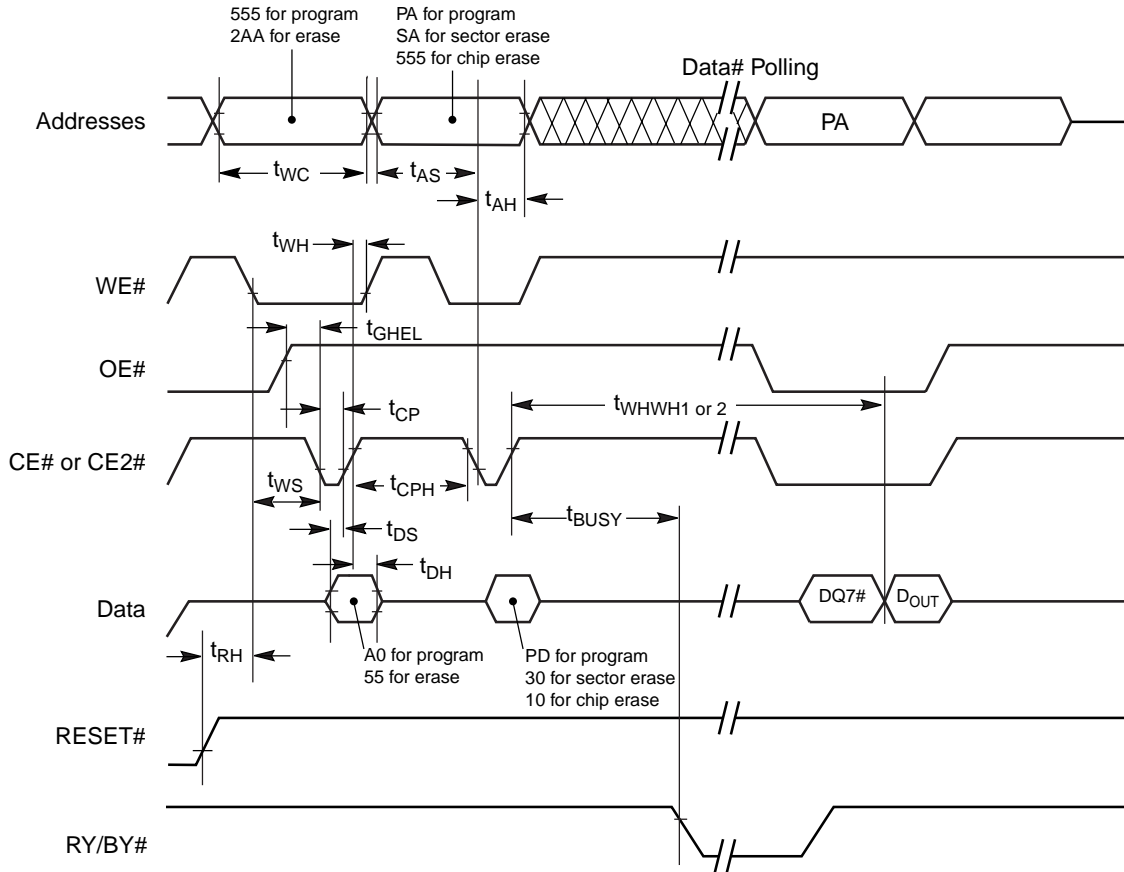 555 for program
2AA for erase
PA for program
SA for sector erase
555 for chip erase
Data# Polling
Addresses
PA
tWC
tAS
tAH
tWH
WE#
tGHEL
OE#
tWHWH1 or 2
tCP
CE# or CE2#
tWS
tCPH
tBUSY
tDS
tDH
Data
DQ7#
DOUT
tRH
A0 for program
55 for erase
PD for program
30 for sector erase
10 for chip erase
RESET#
RY/BY#